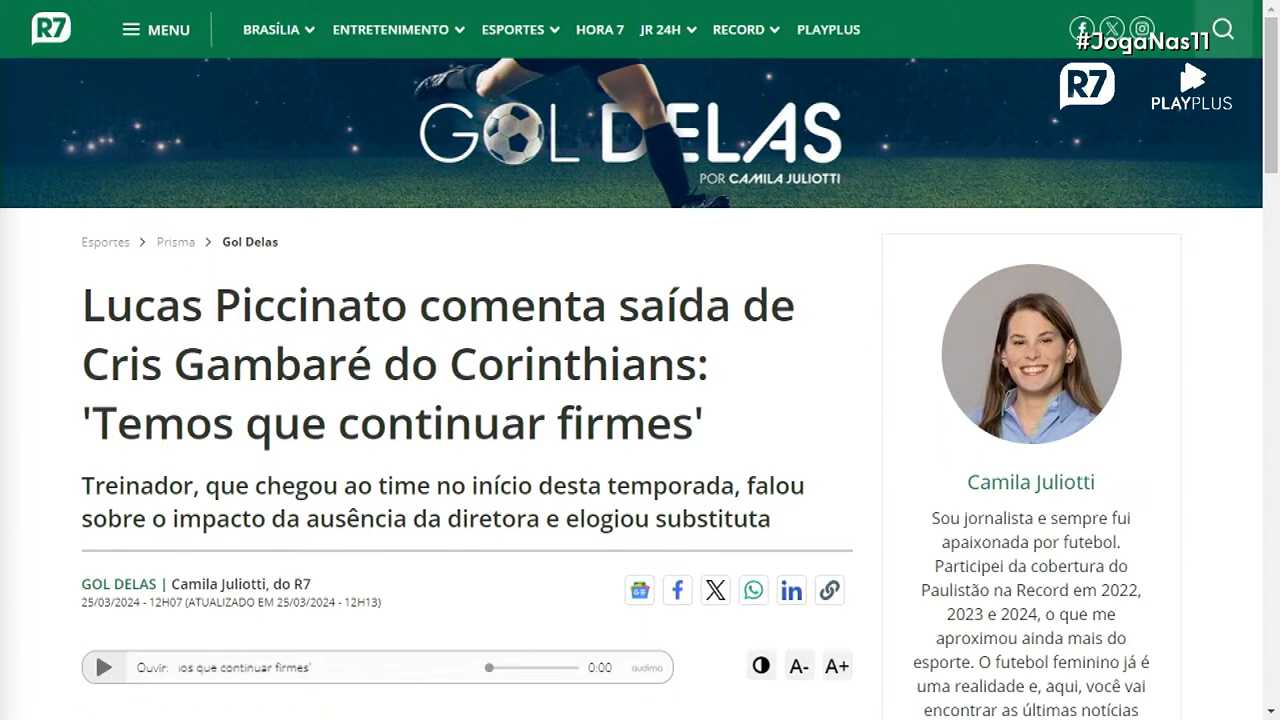 R7
MENU
BRASÍLIA
ENTRETENIMENTO
ESPORTES
HORA 7
JR 24H
RECORD
PLAYPLUS
#JogaNas11
R7
PLAYPLUS
GOL DELAS
POR CAMILA JULIOTTI
Esportes > Prisma > Gol Delas
Lucas Piccinato comenta saída de
Cris Gambaré do Corinthians:
'Temos que continuar firmes'
Treinador, que chegou ao time no início desta temporada, falou
sobre o impacto da ausência da diretora e elogiou substituta
GOL DELAS | Camila Juliotti, do R7
25/03/2024 - 12H07 (ATUALIZADO EM 25/03/2024 - 12H13)
Ouvir: ios que continuar firmes'
0:00
audima
A-
A+
Camila Juliotti
Sou jornalista e sempre fui
apaixonada por futebol.
Participei da cobertura do
Paulistão na Record em 2022,
2023 e 2024, o que me
aproximou ainda mais do
esporte. O futebol feminino já é
uma realidade e, aqui, você vai
encontrar as últimas notícias